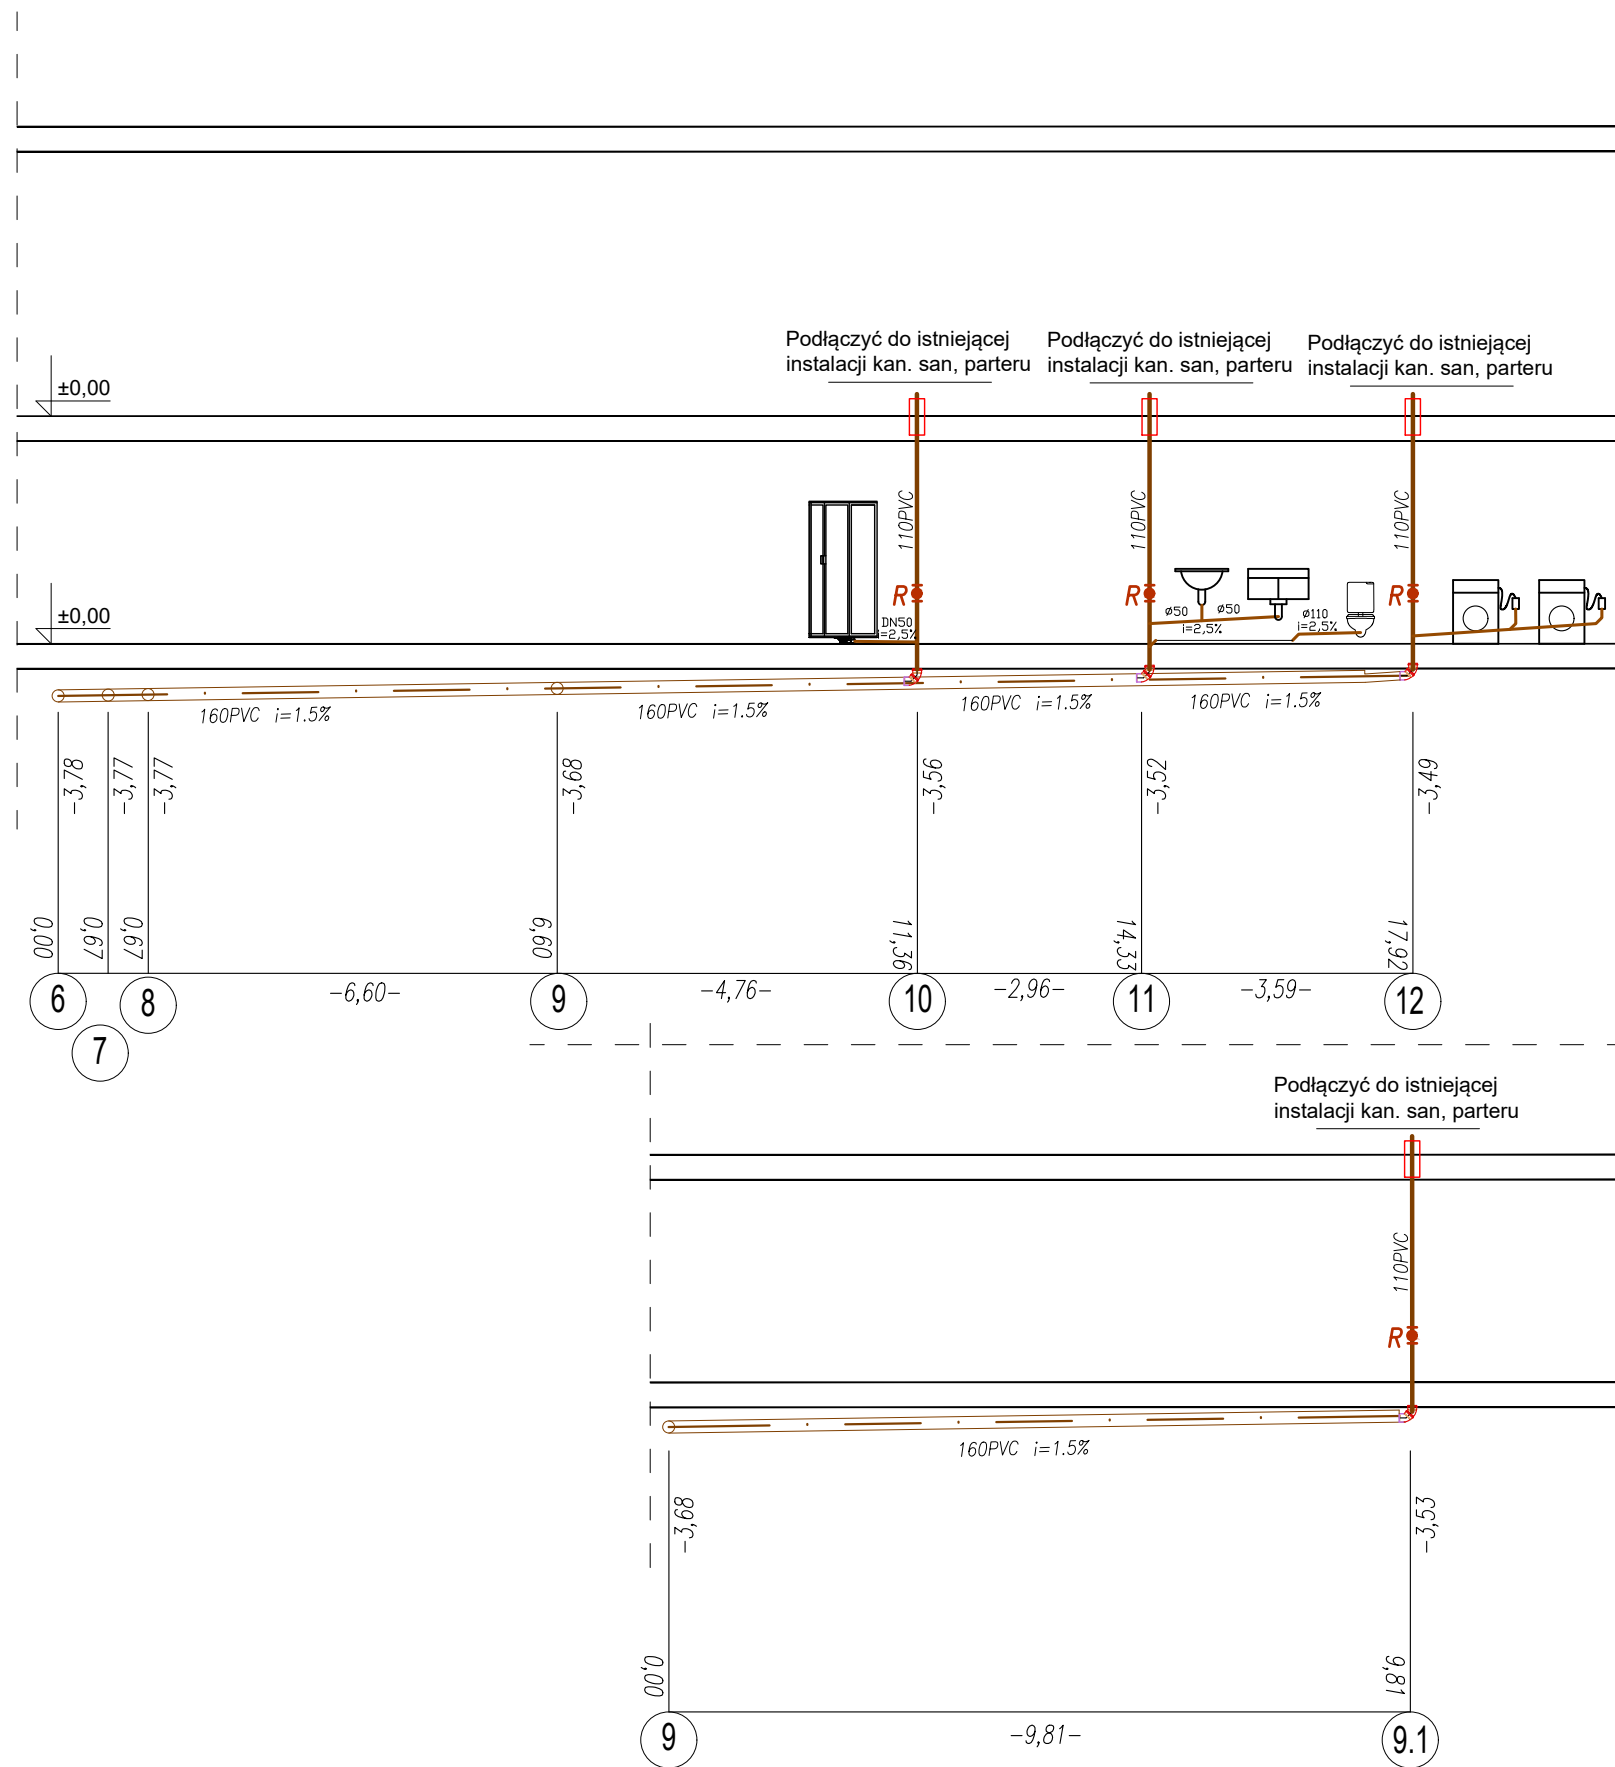 Podłączyć do istniejącej
instalacji kan. san, parteru
Podłączyć do istniejącej
instalacji kan. san, parteru
Podłączyć do istniejącej
instalacji kan. san, parteru
±0,00
110PVC
110PVC
110PVC
R
R
R
±0,00
DN50
i=2,5%
ø50
ø50
i=2,5%
ø110
i=2,5%
160PVC i=1.5%
160PVC i=1.5%
160PVC i=1.5%
160PVC i=1.5%
-3,78
-3,77
-3,77
-3,68
-3,56
-3,52
-3,49
0,00
0,67
0,67
6,60
11,36
14,33
17,92
-6,60-
-4,76-
-2,96-
-3,59-
6
7
8
9
10
11
12
Podłączyć do istniejącej
instalacji kan. san, parteru
110PVC
R
160PVC i=1.5%
-3,68
-3,53
0,00
9,81
-9,81-
9
9.1